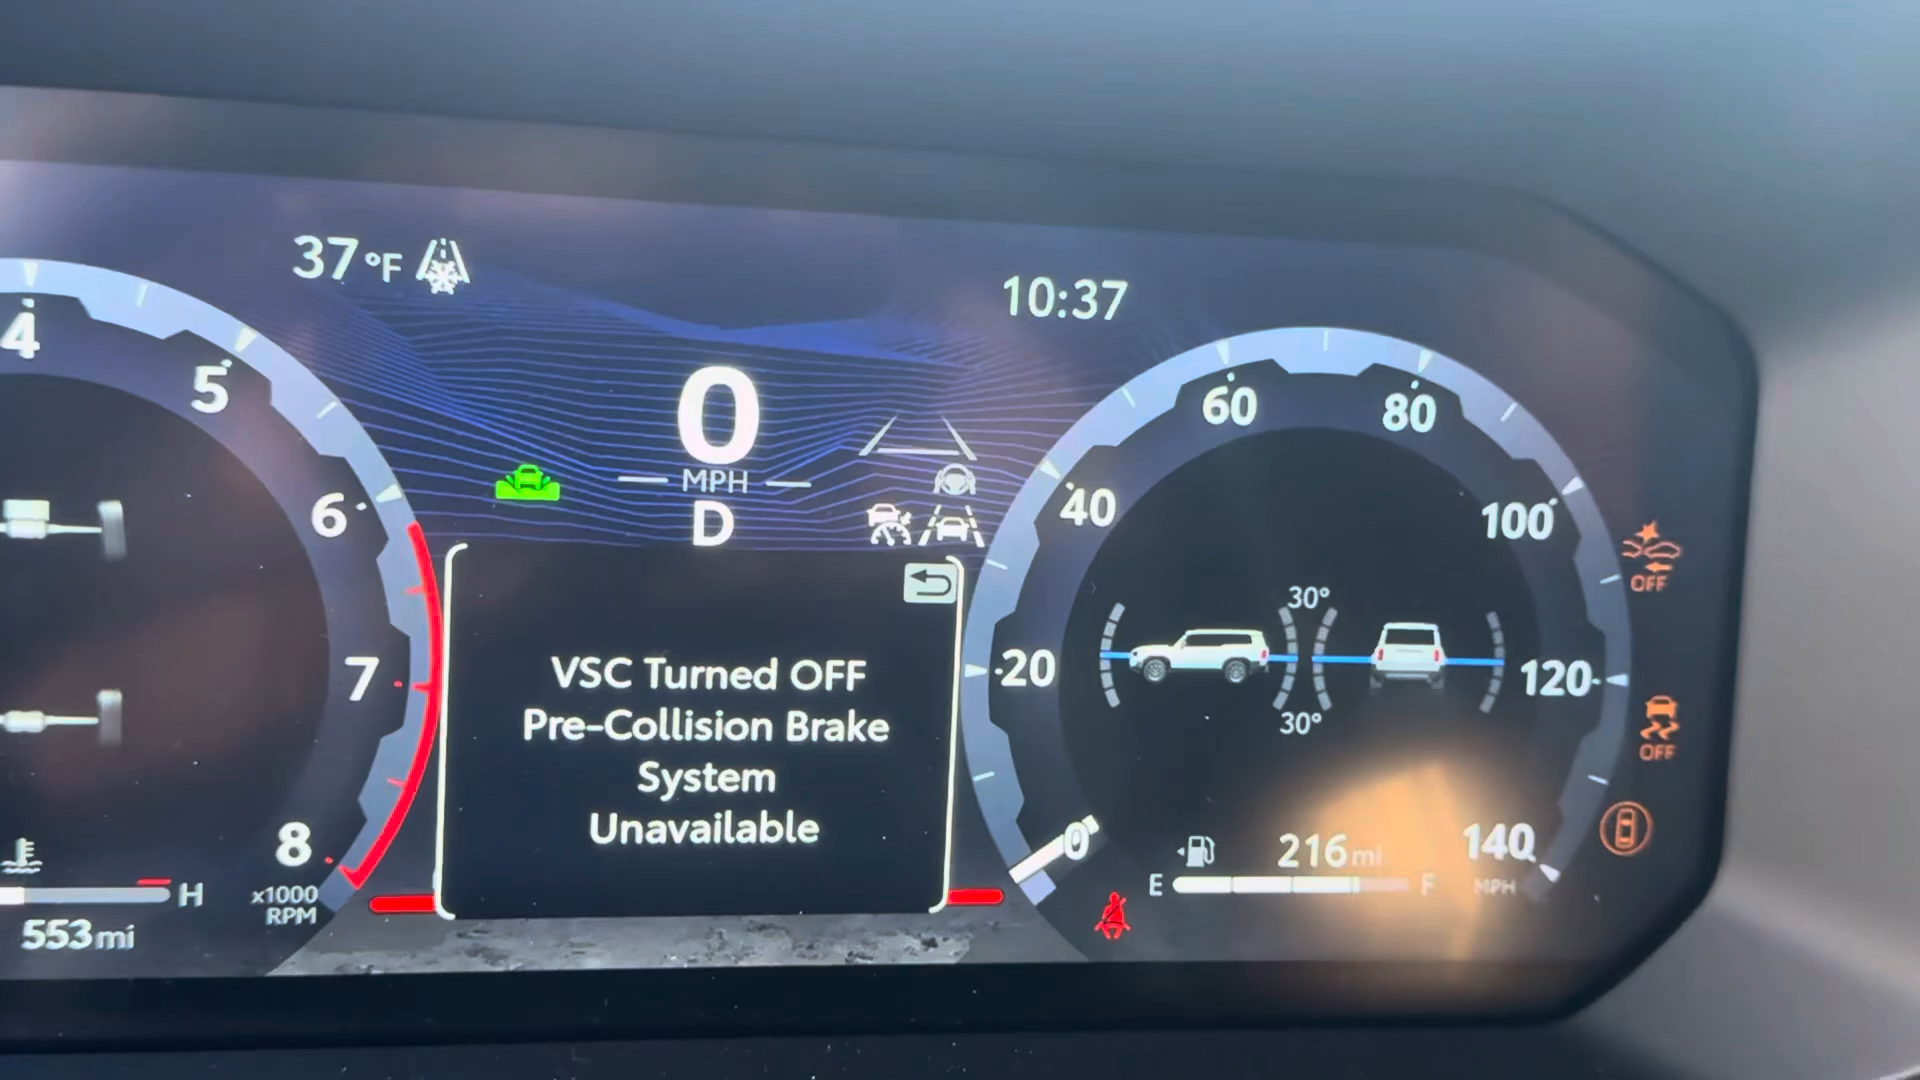 37 °F
10:37
4
5
6
7
8
x1000
RPM
H
553 mi
0
MPH
D
VSC Turned OFF
Pre-Collision Brake
System
Unavailable
0
20
40
60
80
100
120
140
MPH
30°
30°
216 mi
E
F
OFF
OFF